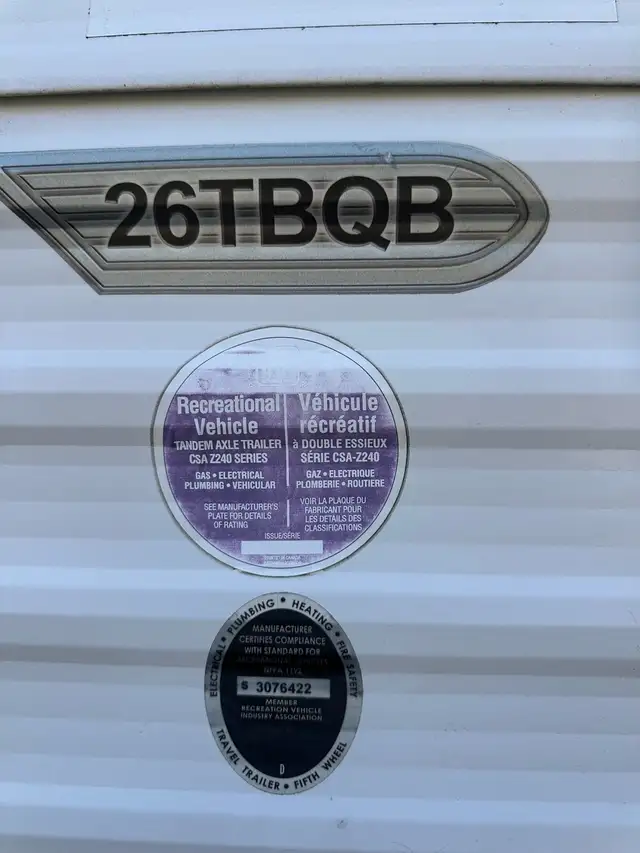 26TBQB
Recreational
Vehicle
TANDEM AXLE TRAILER
CSA Z240 SERIES
GAS • ELECTRICAL
PLUMBING • VEHICULAR
SEE MANUFACTURER'S
PLATE FOR DETAILS
OF RATING
Véhicule
récréatif
à DOUBLE ESSIEUX
SÉRIE CSA-Z240
GAZ • ELECTRIQUE
PLOMBERIE • ROUTIERE
VOIR LA PLAQUE DU
FABRICANT POUR
LES DETAILS DES
CLASSIFICATIONS
ISSUE/SÉRIE
ELECTRICAL • PLUMBING • HEATING • FIRE SAFETY
MANUFACTURER
CERTIFIES COMPLIANCE
WITH STANDARD FOR
S 3076422
MEMBER
RECREATION VEHICLE
INDUSTRY ASSOCIATION
D
TRAVEL TRAILER • FIFTH WHEEL